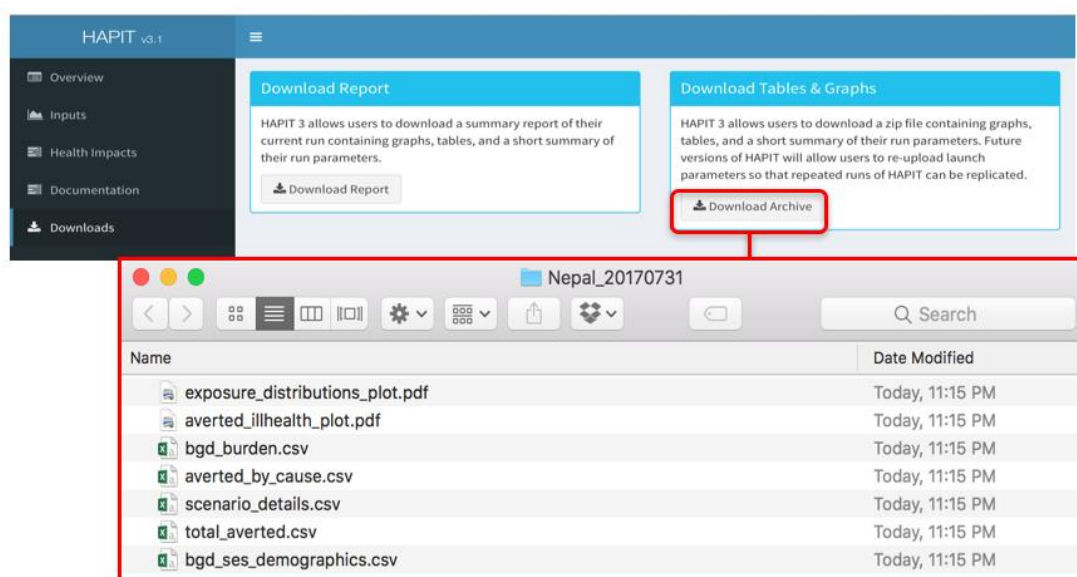 HAPIT v3.1
Overview
Inputs
Health Impacts
Documentation
Downloads
Download Report
HAPIT 3 allows users to download a summary report of their
current run containing graphs, tables, and a short summary of
their run parameters.
Download Report
Download Tables & Graphs
HAPIT 3 allows users to download a zip file containing graphs,
tables, and a short summary of their run parameters. Future
versions of HAPIT will allow users to re-upload launch
parameters so that repeated runs of HAPIT can be replicated.
Download Archive
Nepal_20170731
Search
Name Date Modified
exposure_distributions_plot.pdf Today, 11:15 PM
averted_illhealth_plot.pdf Today, 11:15 PM
bgd_burden.csv Today, 11:15 PM
averted_by_cause.csv Today, 11:15 PM
scenario_details.csv Today, 11:15 PM
total_averted.csv Today, 11:15 PM
bgd_ses_demographics.csv Today, 11:15 PM